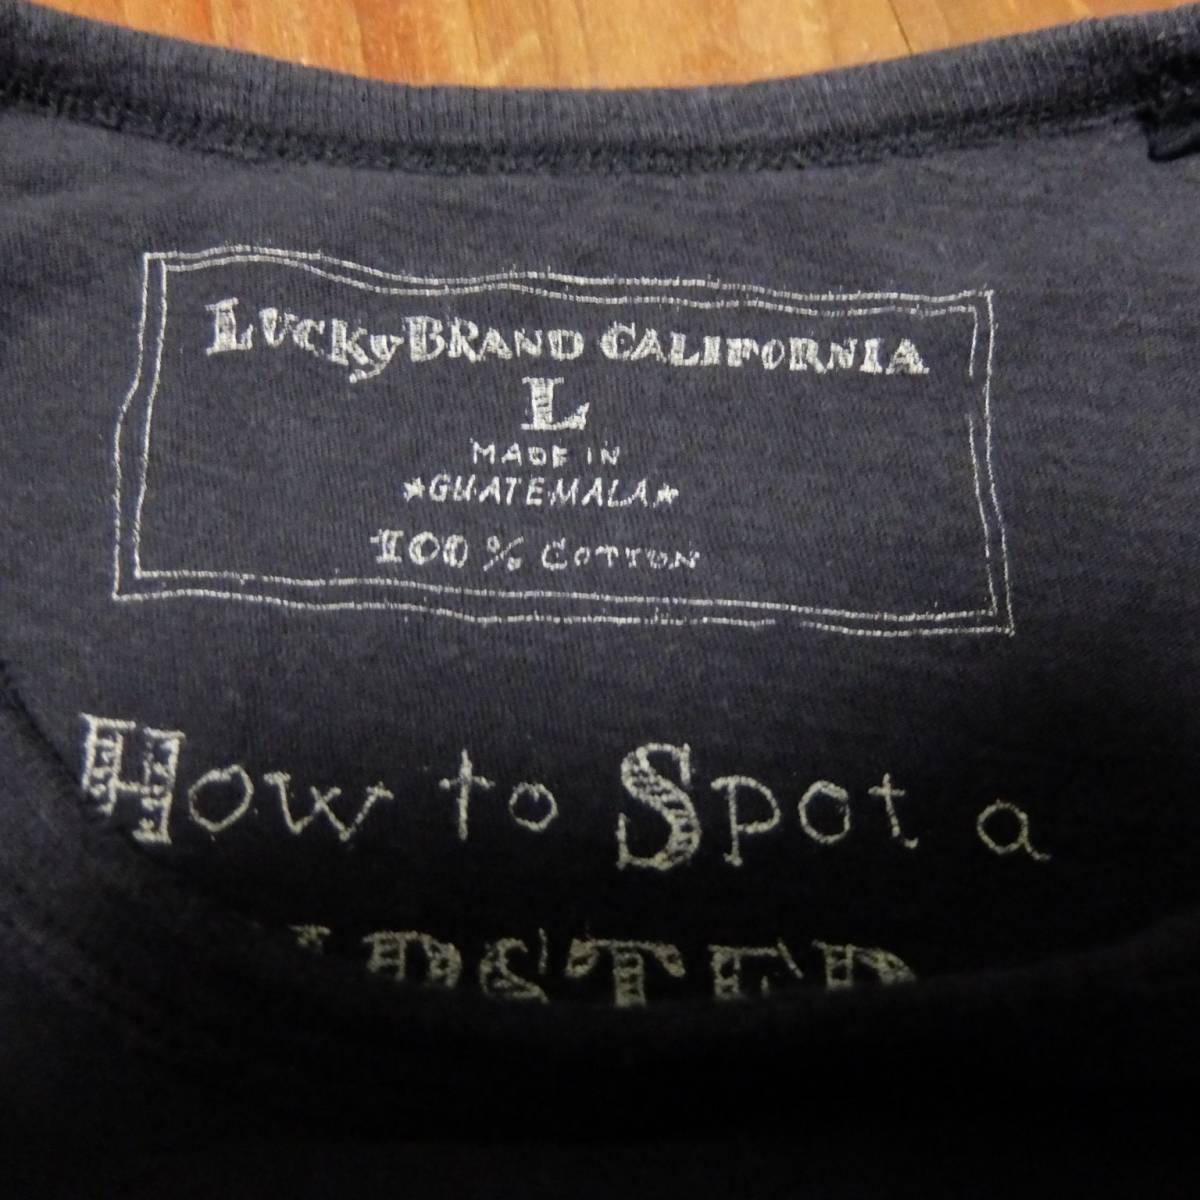 LUCKY BRAND CALIFORNIA
L
MADE IN
★GUATEMALA★
100% COTTON
How to Spot a